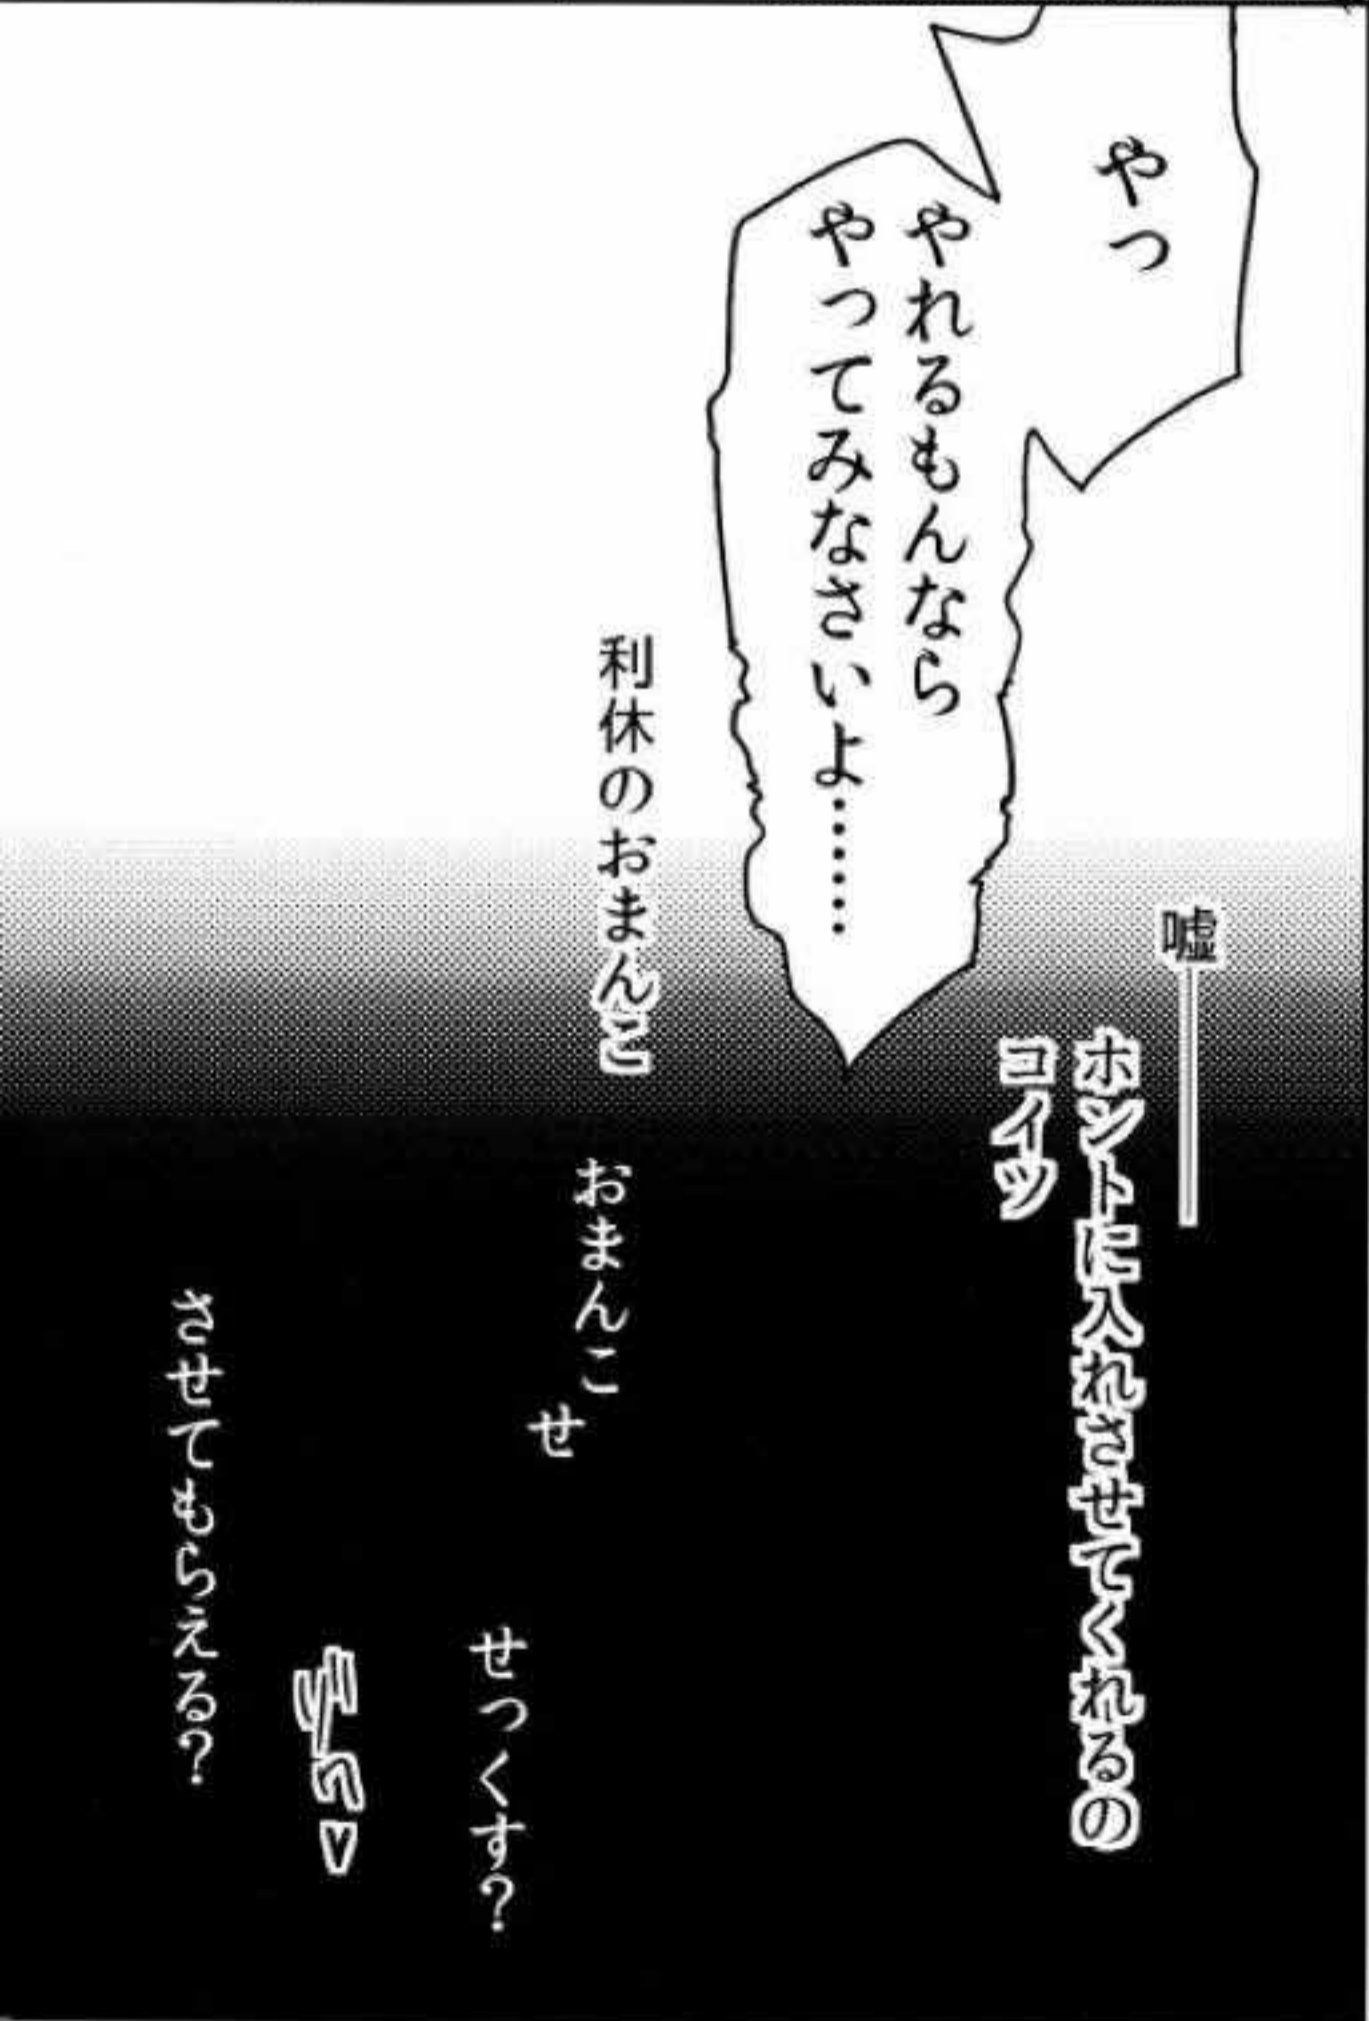 やっ
やれるもんなら
やってみなさいよ……
嘘──
ホントに入れさせてくれるの
コイツ
利休のおまんこ
おまんこ
せ
せっくす？
させてもらえる？